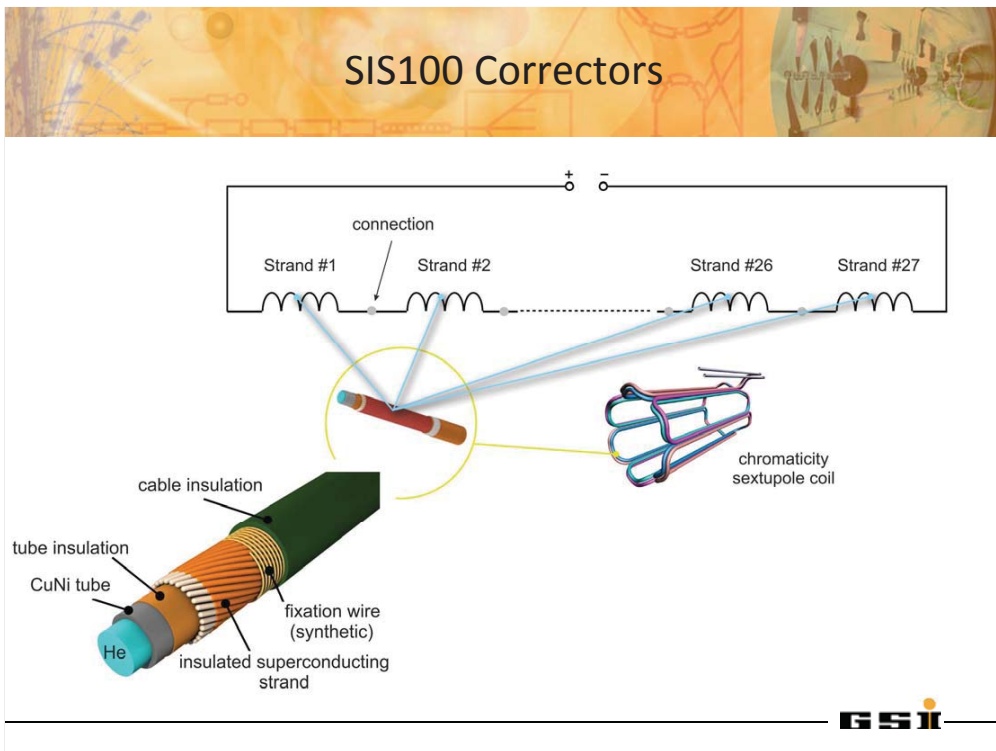 SIS100 Correctors
+ −
connection
Strand #1
Strand #2
Strand #26
Strand #27
chromaticity
sextupole coil
cable insulation
tube insulation
CuNi tube
fixation wire
(synthetic)
He
insulated superconducting
strand
GSI